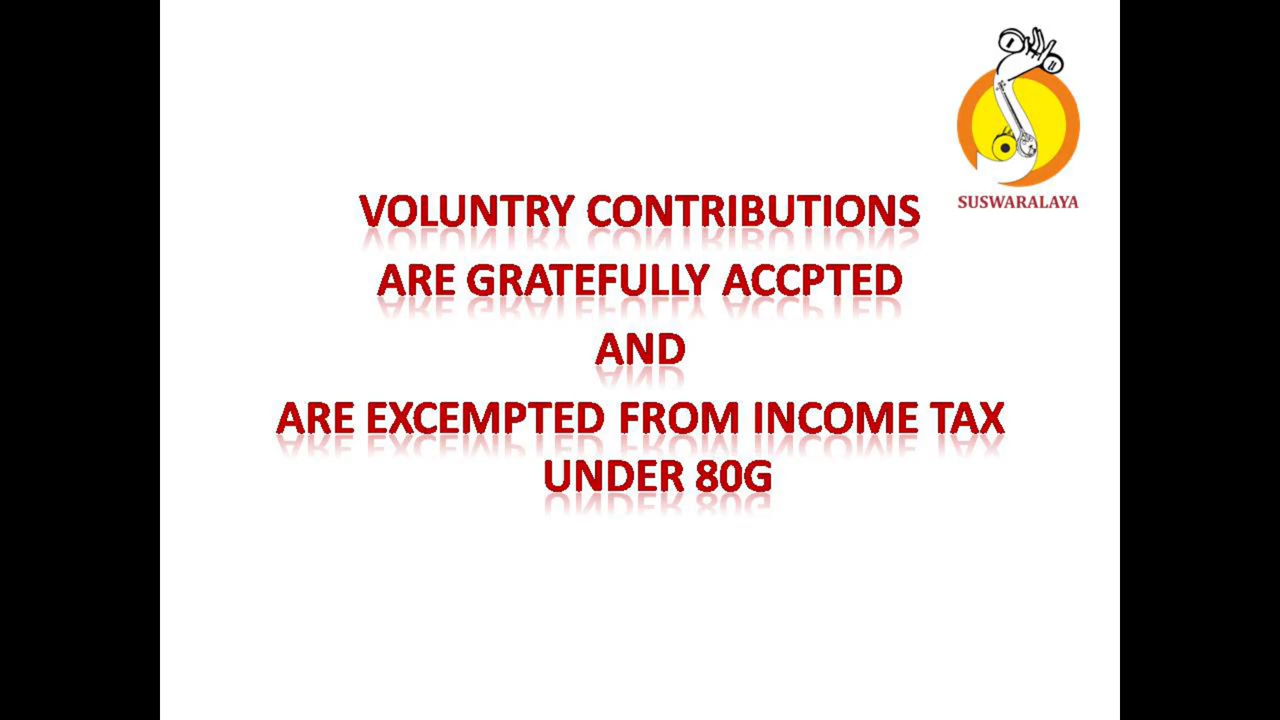 SUSWARALAYA
VOLUNTRY CONTRIBUTIONS
ARE GRATEFULLY ACCPTED
AND
ARE EXCEMPTED FROM INCOME TAX
UNDER 80G